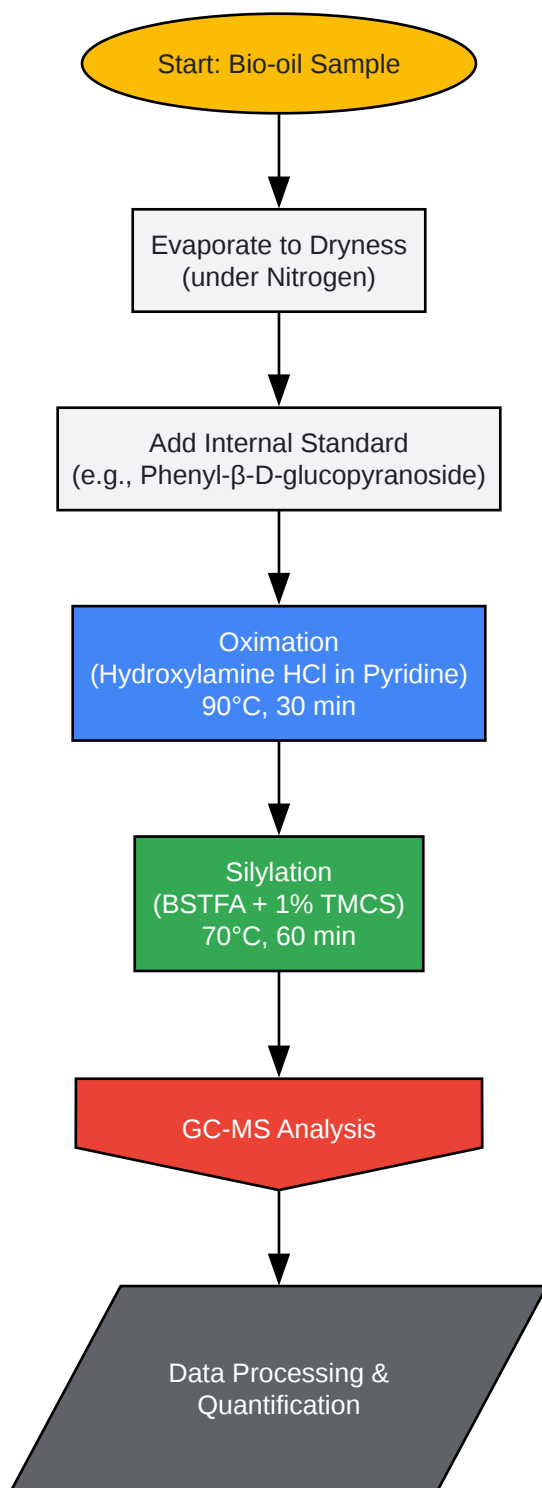 Start: Bio-oil Sample
Evaporate to Dryness
(under Nitrogen)
Add Internal Standard
(e.g., Phenyl-β-D-glucopyranoside)
Oximation
(Hydroxylamine HCl in Pyridine)
90°C, 30 min
Silylation
(BSTFA + 1% TMCS)
70°C, 60 min
GC-MS Analysis
Data Processing &
Quantification